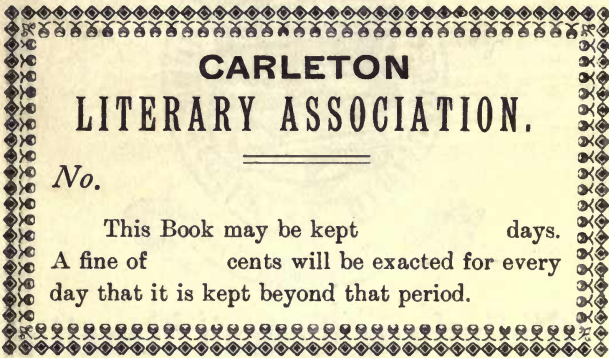 CARLETON
LITERARY ASSOCIATION.
No.
This Book may be kept days.
A fine of cents will be exacted for every
day that it is kept beyond that period.